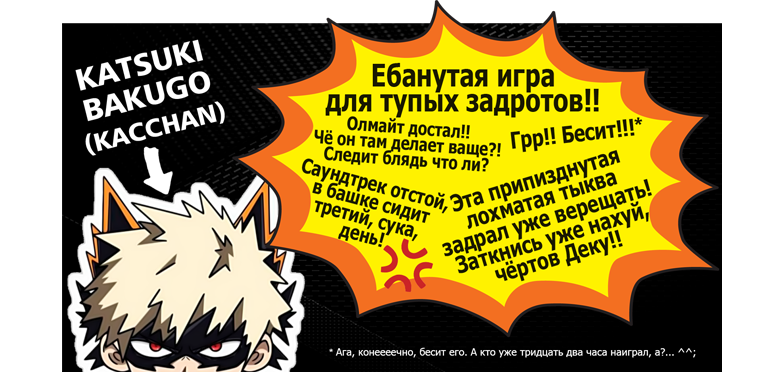 KATSUKI
BAKUGO
(KACCHAN)
Ебанутая игра
для тупых задротов!!
Олмайт достал!!
Чё он там делает ваще?!
Следит блядь что ли?
Грр!! Бесит!!!*
Саундтрек отстой,
в башке сидит
третий, сука,
день!
Эта припизднутая
лохматая тыква
задрал уже верещать!
Заткнись уже нахуй,
чёртов Деку!!
* Ага, конеееечно, бесит его. А кто уже тридцать два часа наиграл, а?... ^^;